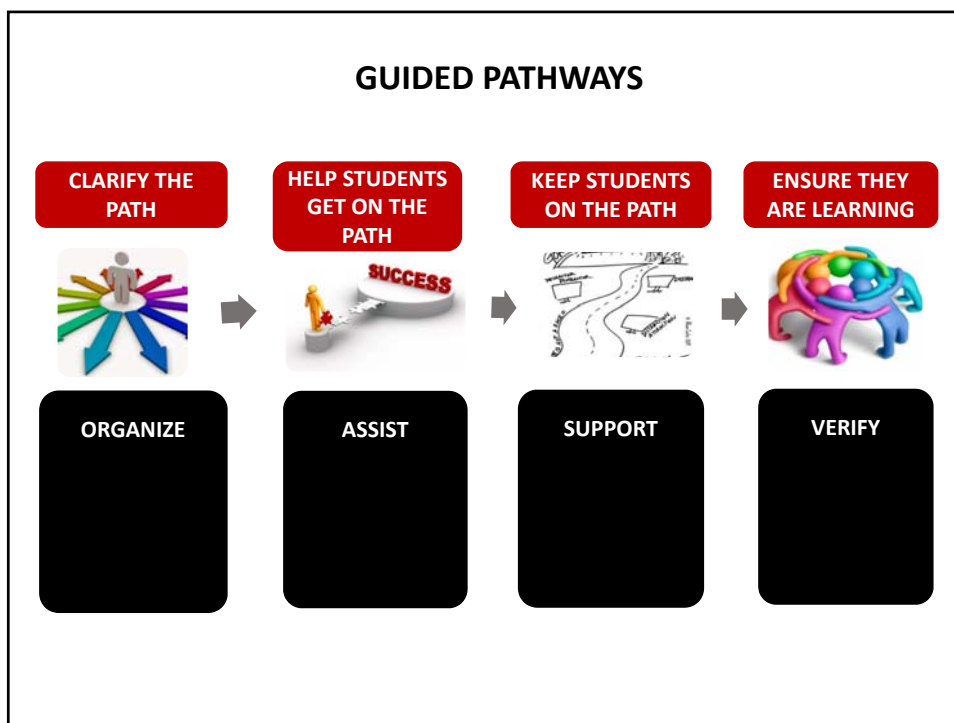 GUIDED PATHWAYS
CLARIFY THE
PATH
HELP STUDENTS
GET ON THE
PATH
KEEP STUDENTS
ON THE PATH
ENSURE THEY
ARE LEARNING
SUCCESS
ORGANIZE
ASSIST
SUPPORT
VERIFY